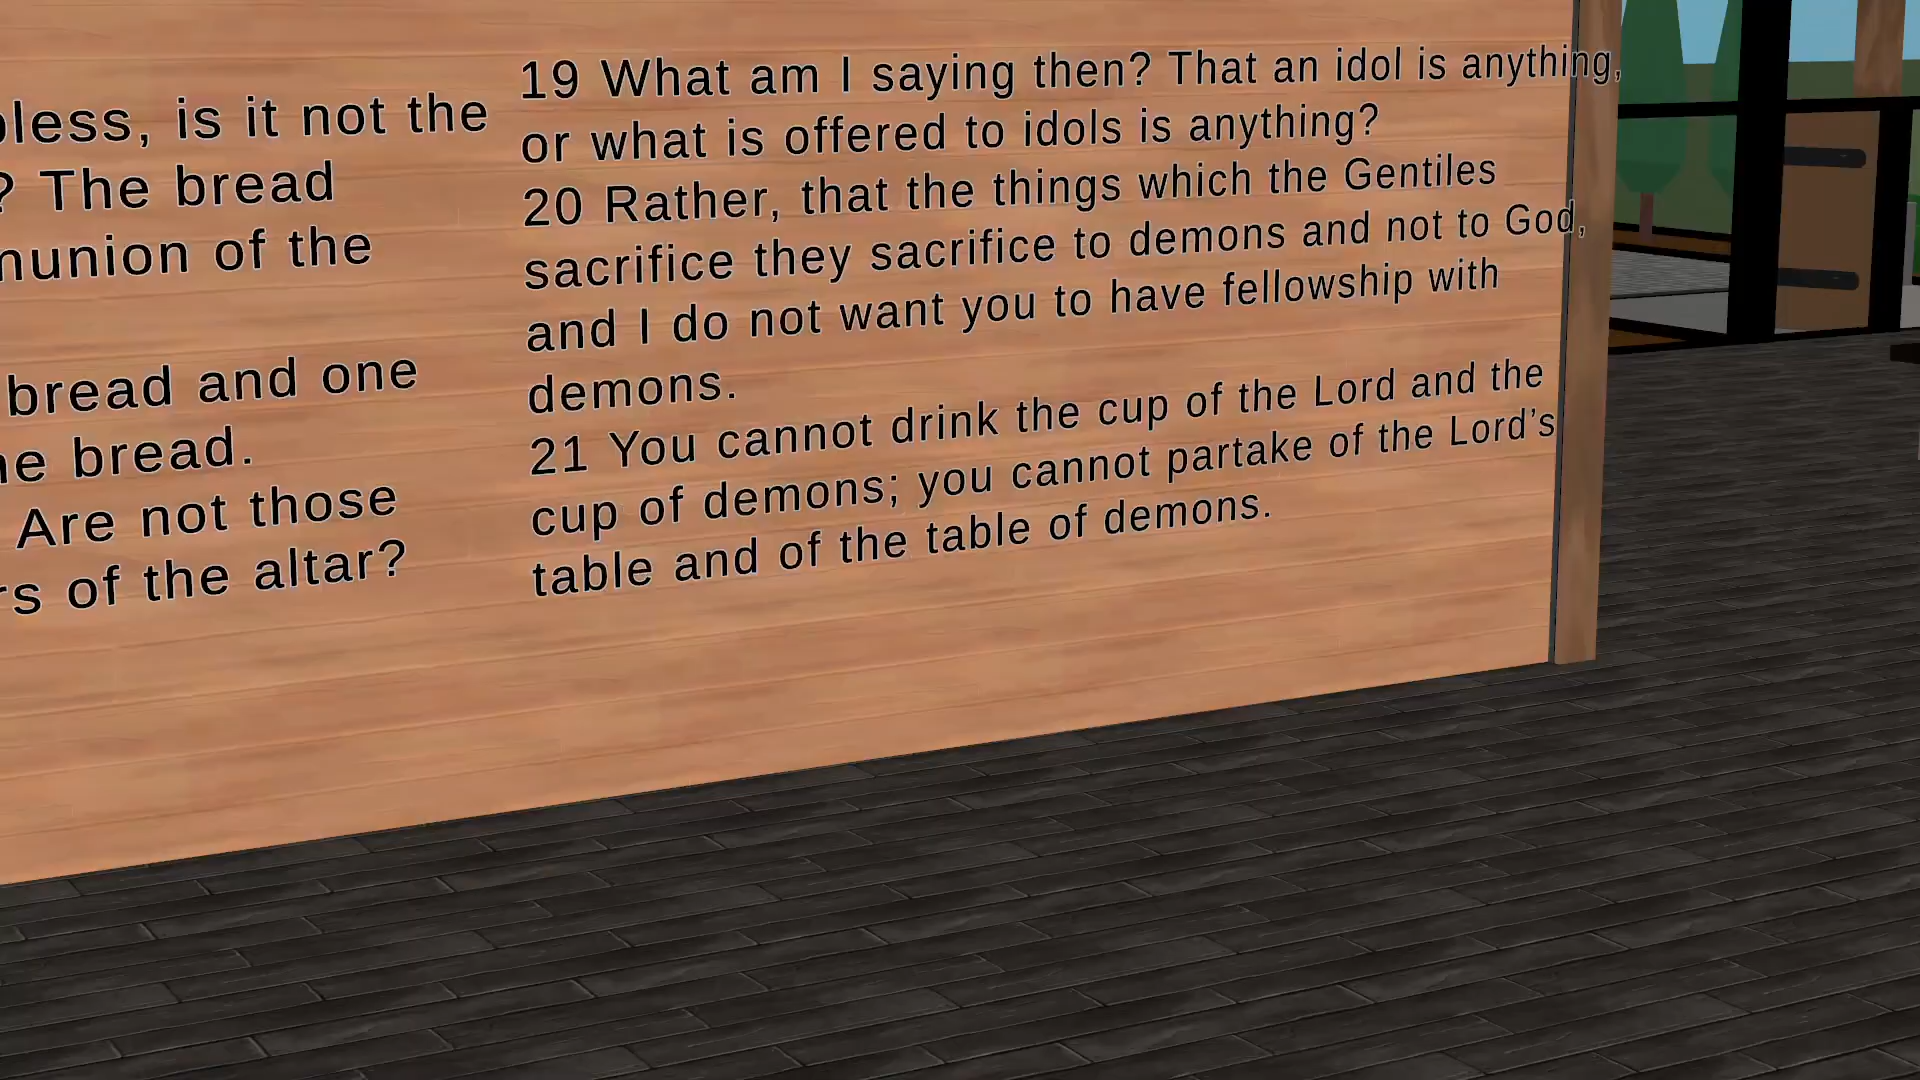 bless, is it not the
? The bread
munion of the
bread and one
bread.
Are not those
of the altar?
19 What am I saying then? That an idol is anything,
or what is offered to idols is anything?
20 Rather, that the things which the Gentiles
sacrifice they sacrifice to demons and not to God,
and I do not want you to have fellowship with
demons.
21 You cannot drink the cup of the Lord and the
cup of demons; you cannot partake of the Lord’s
table and of the table of demons.